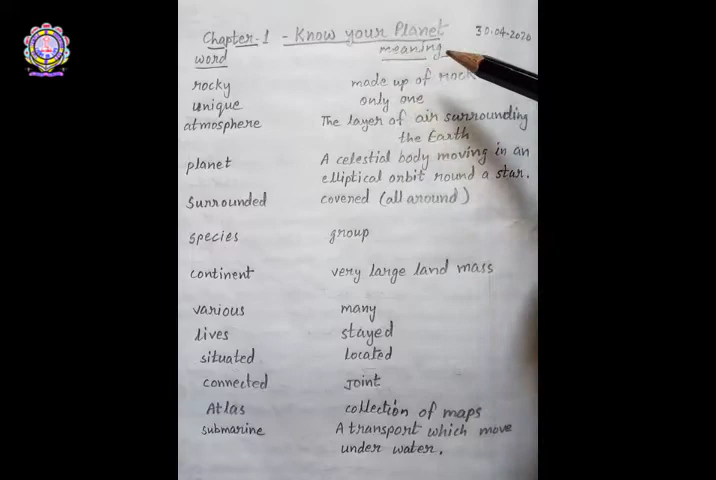 Chapter-1 - Know your Planet 30.04.2020
word meaning
rocky made up of rock
unique only one
atmosphere The layer of air surrounding
the Earth
planet A celestial body moving in an
elliptical orbit round a star.
Surrounded covered (all around)
species group
continent very large land mass
various many
lives stayed
situated Located
connected Joint
Atlas collection of maps
submarine A transport which move
under water.